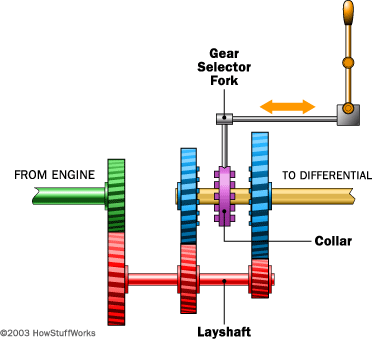 Gear
Selector
Fork
FROM ENGINE
TO DIFFERENTIAL
Collar
Layshaft
©2003 HowStuffWorks